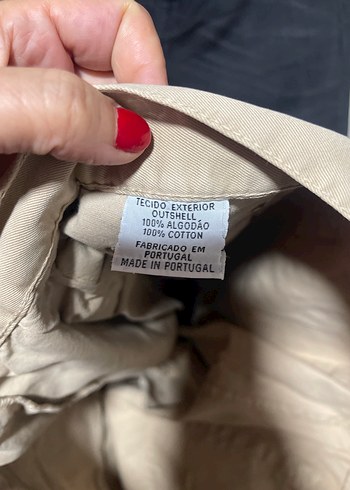 TECIDO EXTERIOR
OUTSHELL
100% ALGODÃO
100% COTTON
FABRICADO EM
PORTUGAL
MADE IN PORTUGAL